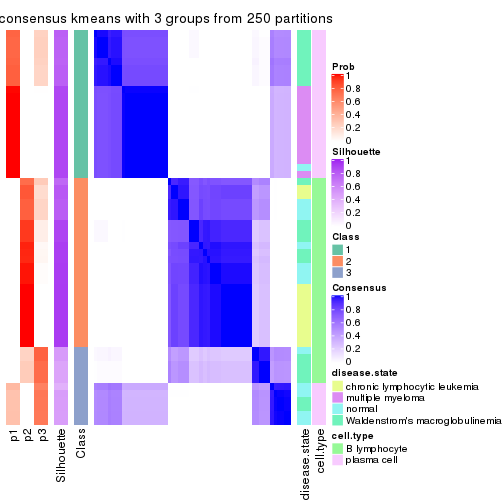 consensus kmeans with 3 groups from 250 partitions
Prob
1
0.8
0.6
0.4
0.2
0
Silhouette
1
0.8
0.6
0.4
0.2
0
Class
1
2
3
Consensus
1
0.8
0.6
0.4
0.2
0
disease.state
chronic lymphocytic leukemia
multiple myeloma
normal
Waldenstrom's macroglobulinemia
cell.type
B lymphocyte
plasma cell
p1
p2
p3
Silhouette
Class
disease.state
cell.type